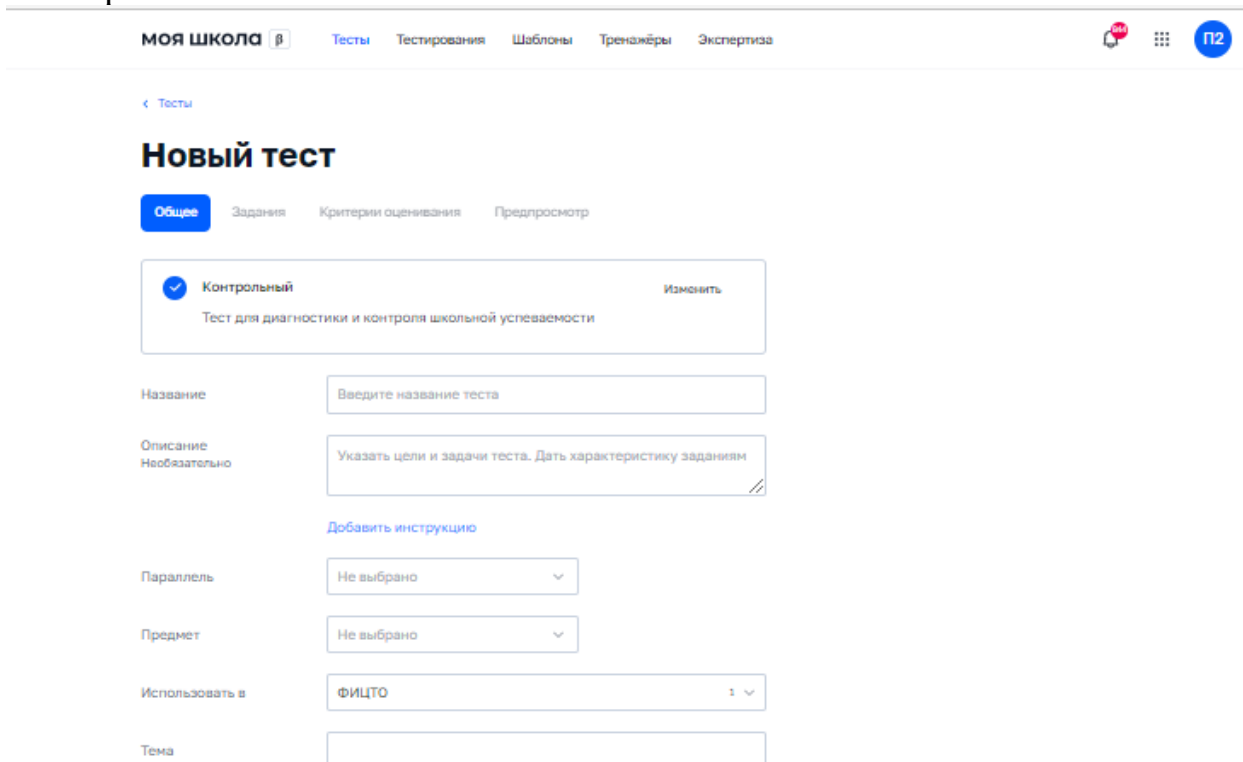 моя школа β Тесты Тестирования Шаблоны Тренажёры Экспертиза П2
‹ Тесты
Новый тест
Общее Задания Критерии оценивания Предпросмотр
Контрольный Изменить
Тест для диагностики и контроля школьной успеваемости
Название Введите название теста
Описание
Необязательно
Указать цели и задачи теста. Дать характеристику заданиям
Добавить инструкцию
Параллель Не выбрано
Предмет Не выбрано
Использовать в ФИЦТО 1
Тема